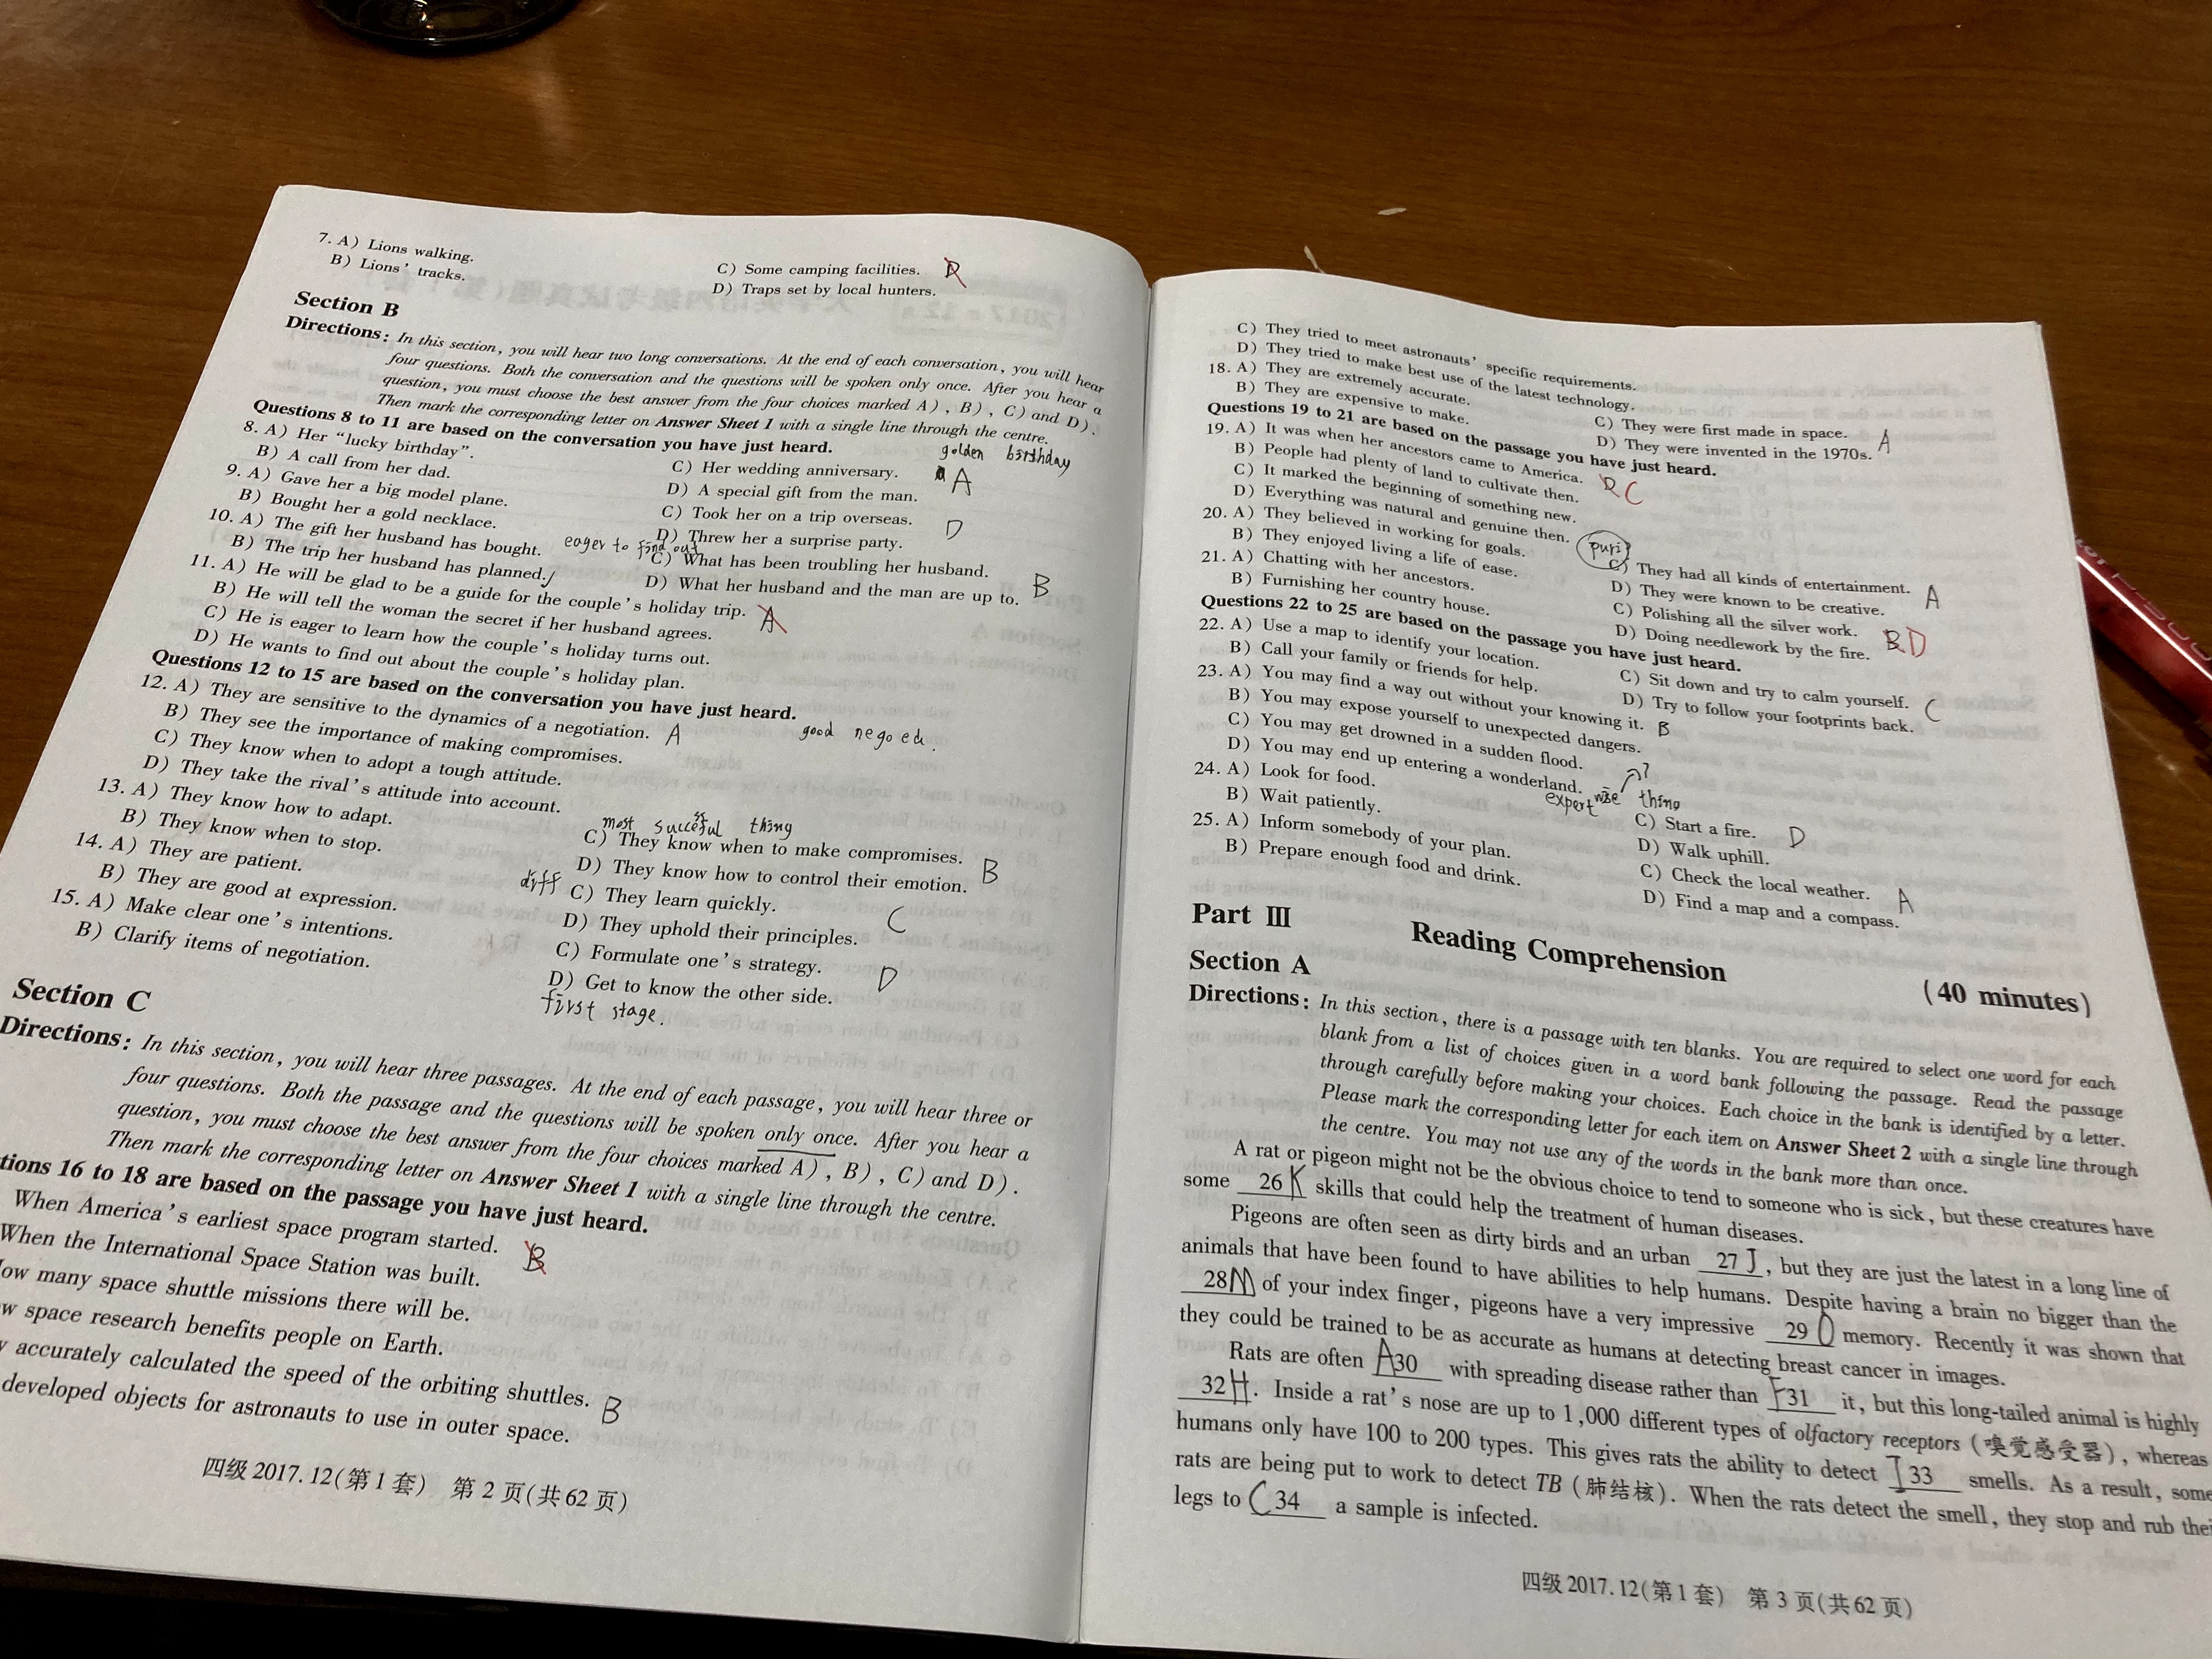 7. A) Lions walking.
B) Lions' tracks.
C) Some camping facilities.
D) Traps set by local hunters.
D
Section B
Directions: In this section, you will hear two long conversations. At the end of each conversation, you will hear
four questions. Both the conversation and the questions will be spoken only once. After you hear a
question, you must choose the best answer from the four choices marked A), B), C) and D).
Then mark the corresponding letter on Answer Sheet 1 with a single line through the centre.
Questions 8 to 11 are based on the conversation you have just heard.
golden birthday
8. A) Her "lucky birthday".
B) A call from her dad.
C) Her wedding anniversary.
D) A special gift from the man.
A
9. A) Gave her a big model plane.
B) Bought her a gold necklace.
C) Took her on a trip overseas.
D) Threw her a surprise party.
D
10. A) The gift her husband has bought.
B) The trip her husband has planned.
eager to find out
C) What has been troubling her husband.
D) What her husband and the man are up to.
B
11. A) He will be glad to be a guide for the couple's holiday trip.
A
B) He will tell the woman the secret if her husband agrees.
C) He is eager to learn how the couple's holiday turns out.
D) He wants to find out about the couple's holiday plan.
Questions 12 to 15 are based on the conversation you have just heard.
12. A) They are sensitive to the dynamics of a negotiation. A
good
B) They see the importance of making compromises.
C) They know when to adopt a tough attitude.
D) They take the rival's attitude into account.
13. A) They know how to adapt.
B) They know when to stop.
most succesful thing
C) They know when to make compromises.
D) They know how to control their emotion. B
14. A) They are patient.
B) They are good at expression.
diff
C) They learn quickly.
D) They uphold their principles.
C
15. A) Make clear one's intentions.
B) Clarify items of negotiation.
C) Formulate one's strategy.
D) Get to know the other side.
D
first stage.
Section C
Directions: In this section, you will hear three passages. At the end of each passage, you will hear three or
four questions. Both the passage and the questions will be spoken only once. After you hear a
question, you must choose the best answer from the four choices marked A), B), C) and D).
Then mark the corresponding letter on Answer Sheet 1 with a single line through the centre.
tions 16 to 18 are based on the passage you have just heard.
When America's earliest space program started.
B
When the International Space Station was built.
ow many space shuttle missions there will be.
w space research benefits people on Earth.
y accurately calculated the speed of the orbiting shuttles.
B
developed objects for astronauts to use in outer space.
四级 2017.12(第 1 套) 第 2 页(共 62 页)
C) They tried to meet astronauts' specific requirements.
D) They tried to make best use of the latest technology.
18. A) They are extremely accurate.
B) They are expensive to make.
C) They were first made in space.
D) They were invented in the 1970s.
A
Questions 19 to 21 are based on the passage you have just heard.
19. A) It was when her ancestors came to America.
B) People had plenty of land to cultivate then.
C) It marked the beginning of something new.
D) Everything was natural and genuine then.
C
20. A) They believed in working for goals.
B) They enjoyed living a life of ease.
puri?
C) They had all kinds of entertainment.
D) They were known to be creative.
A
21. A) Chatting with her ancestors.
B) Furnishing her country house.
C) Polishing all the silver work.
D) Doing needlework by the fire.
B D
Questions 22 to 25 are based on the passage you have just heard.
22. A) Use a map to identify your location.
B) Call your family or friends for help.
C) Sit down and try to calm yourself.
D) Try to follow your footprints back.
C
23. A) You may find a way out without your knowing it.
B
B) You may expose yourself to unexpected dangers.
C) You may get drowned in a sudden flood.
D) You may end up entering a wonderland.
?
expert wise thing
24. A) Look for food.
B) Wait patiently.
C) Start a fire.
D) Walk uphill.
D
25. A) Inform somebody of your plan.
B) Prepare enough food and drink.
C) Check the local weather.
D) Find a map and a compass.
A
Part Ⅲ Reading Comprehension (40 minutes)
Section A
Directions: In this section, there is a passage with ten blanks. You are required to select one word for each
blank from a list of choices given in a word bank following the passage. Read the passage
through carefully before making your choices. Each choice in the bank is identified by a letter.
Please mark the corresponding letter for each item on Answer Sheet 2 with a single line through
the centre. You may not use any of the words in the bank more than once.
A rat or pigeon might not be the obvious choice to tend to someone who is sick, but these creatures have
some 26 K skills that could help the treatment of human diseases.
Pigeons are often seen as dirty birds and an urban 27 J, but they are just the latest in a long line of
animals that have been found to have abilities to help humans. Despite having a brain no bigger than the
28 M of your index finger, pigeons have a very impressive 29 O memory. Recently it was shown that
they could be trained to be as accurate as humans at detecting breast cancer in images.
Rats are often A 30 with spreading disease rather than F 31 it, but this long-tailed animal is highly
32 H. Inside a rat's nose are up to 1,000 different types of olfactory receptors (嗅觉感受器), whereas
humans only have 100 to 200 types. This gives rats the ability to detect I 33 smells. As a result, some
rats are being put to work to detect TB (肺结核). When the rats detect the smell, they stop and rub thei
legs to C 34 a sample is infected.
四级 2017.12(第 1 套) 第 3 页(共 62 页)